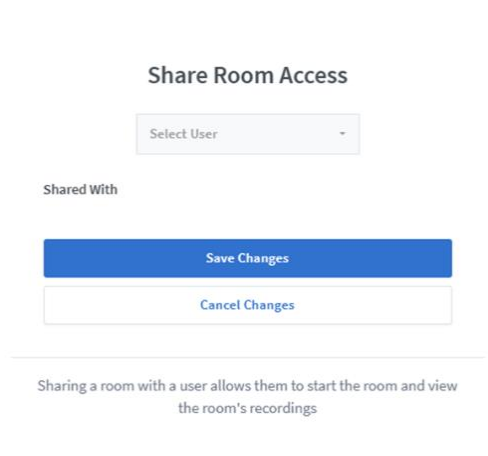 Share Room Access
Select User
Shared With
Save Changes
Cancel Changes
Sharing a room with a user allows them to start the room and view
the room's recordings